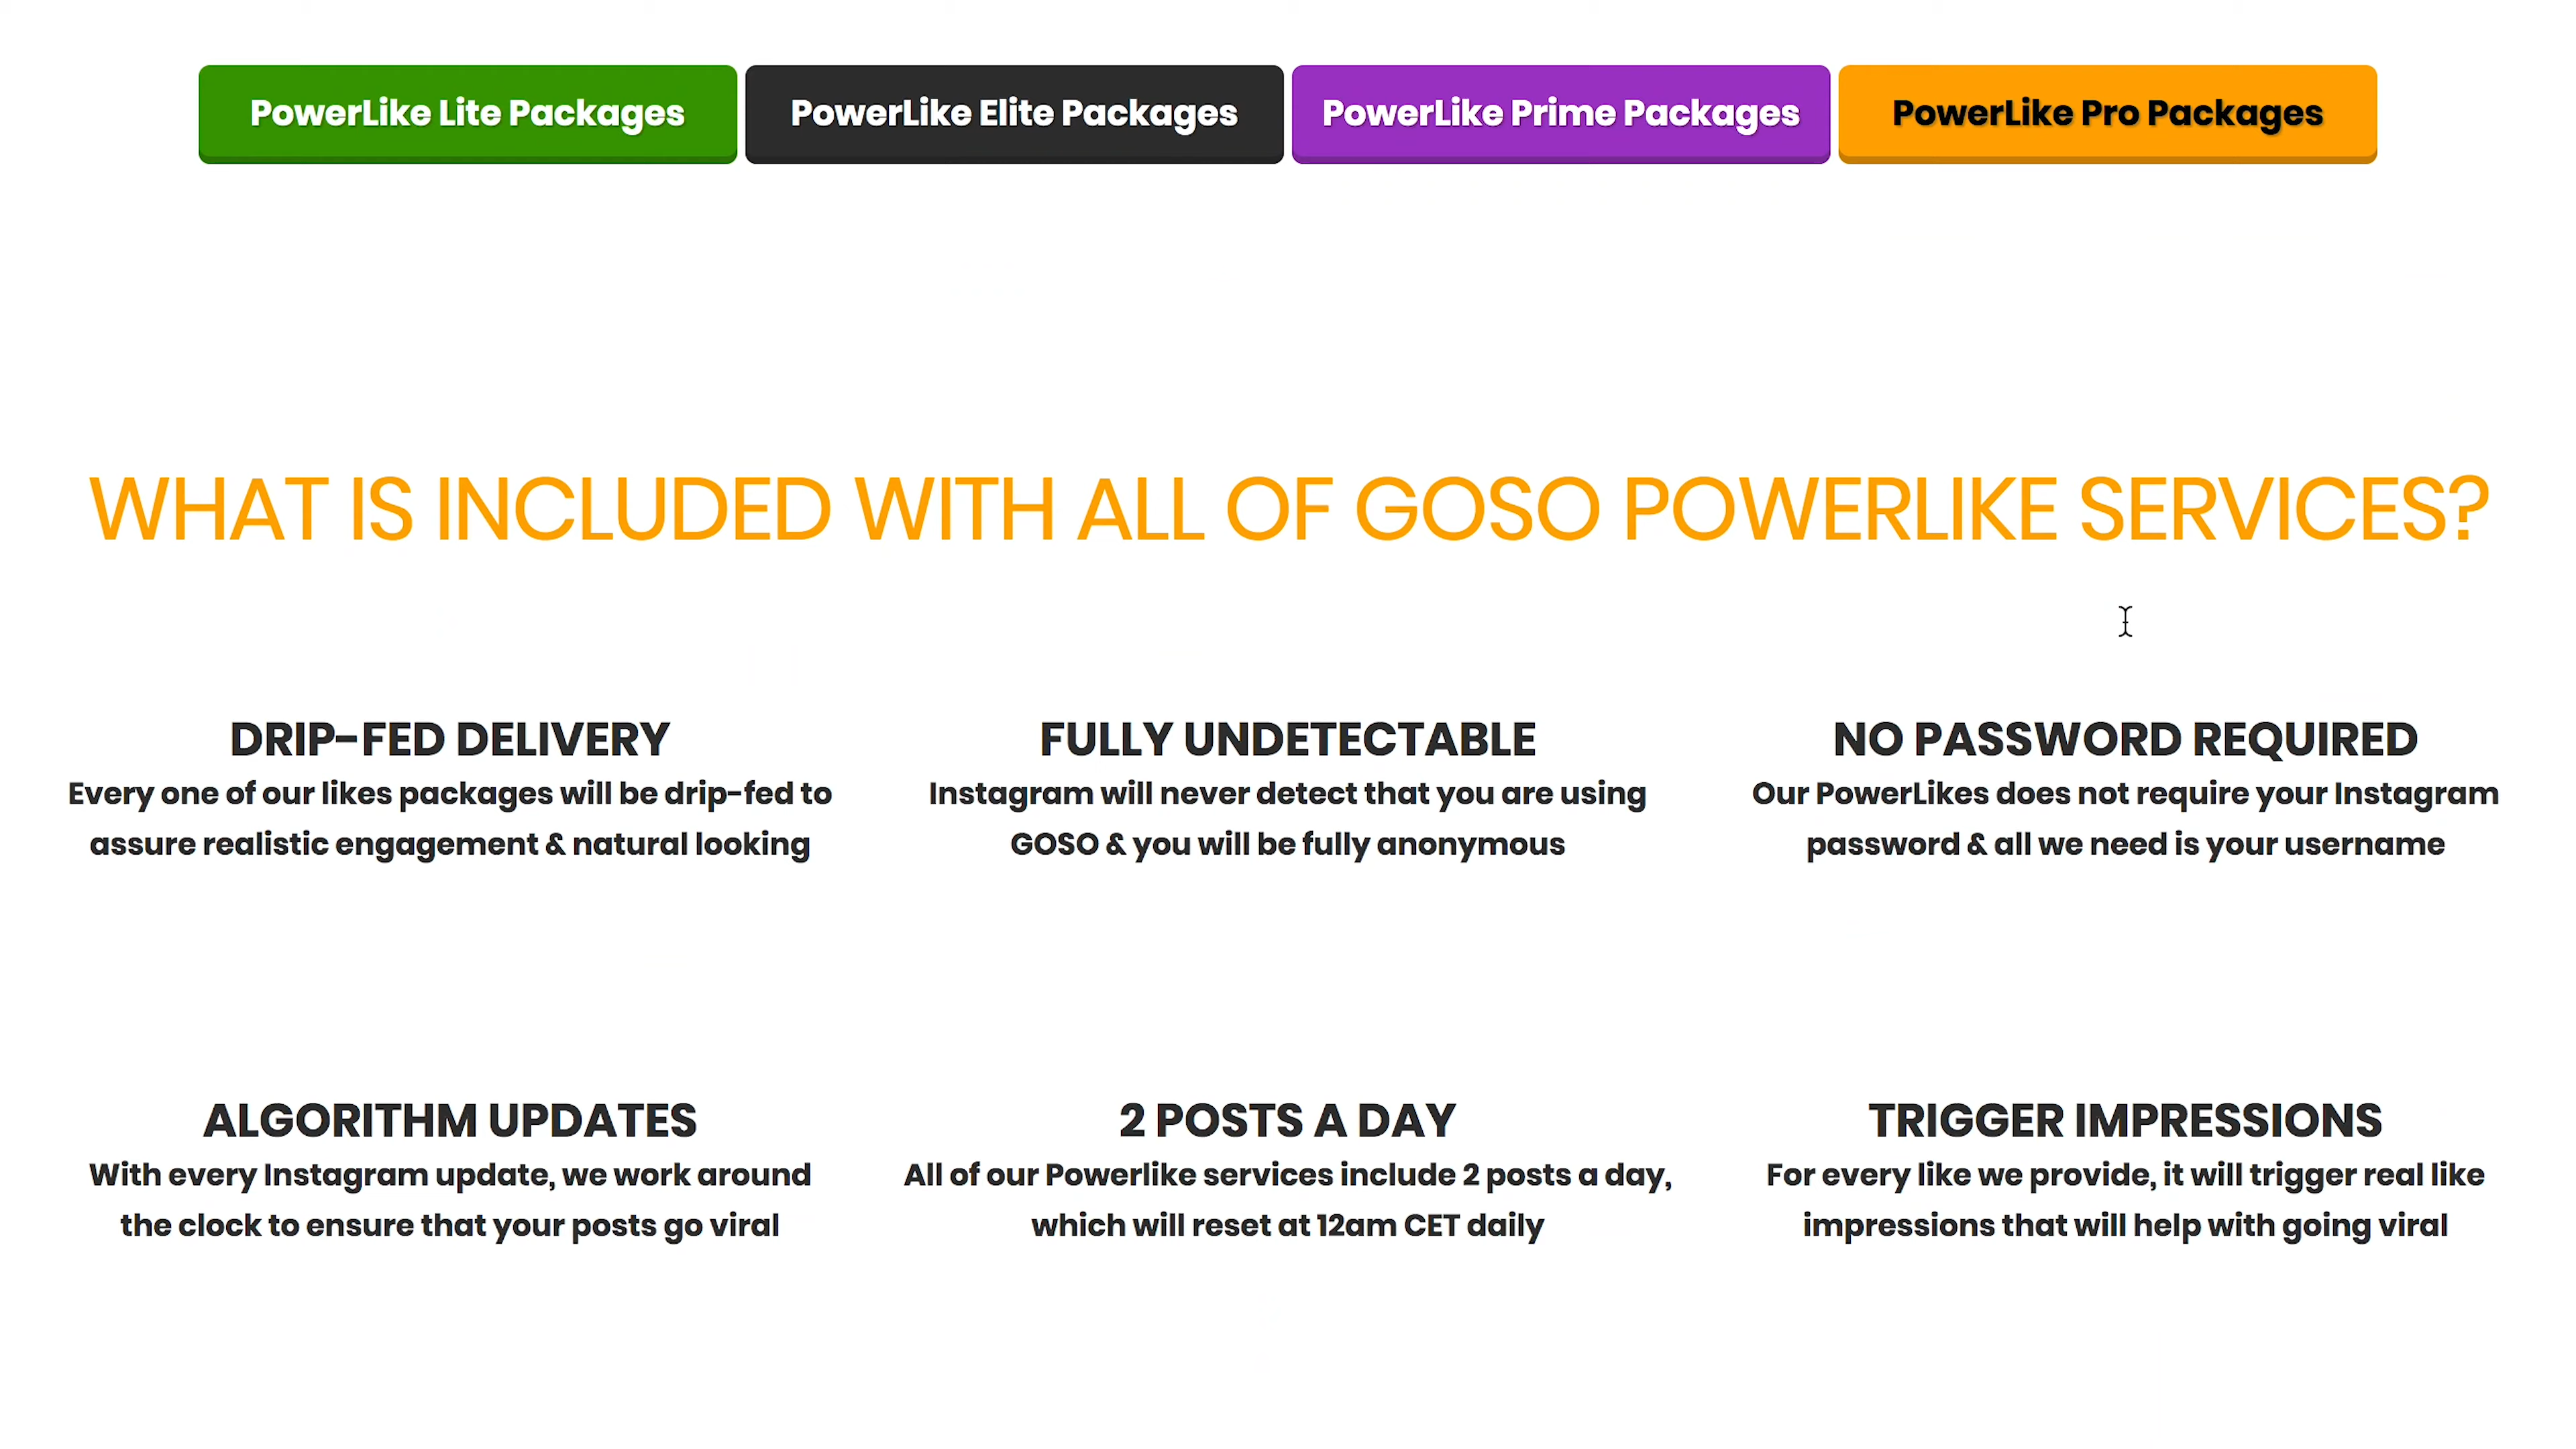 PowerLike Lite Packages
PowerLike Elite Packages
PowerLike Prime Packages
PowerLike Pro Packages
WHAT IS INCLUDED WITH ALL OF GOSO POWERLIKE SERVICES?
DRIP-FED DELIVERY
Every one of our likes packages will be drip-fed to
assure realistic engagement & natural looking
FULLY UNDETECTABLE
Instagram will never detect that you are using
GOSO & you will be fully anonymous
NO PASSWORD REQUIRED
Our PowerLikes does not require your Instagram
password & all we need is your username
ALGORITHM UPDATES
With every Instagram update, we work around
the clock to ensure that your posts go viral
2 POSTS A DAY
All of our Powerlike services include 2 posts a day,
which will reset at 12am CET daily
TRIGGER IMPRESSIONS
For every like we provide, it will trigger real like
impressions that will help with going viral